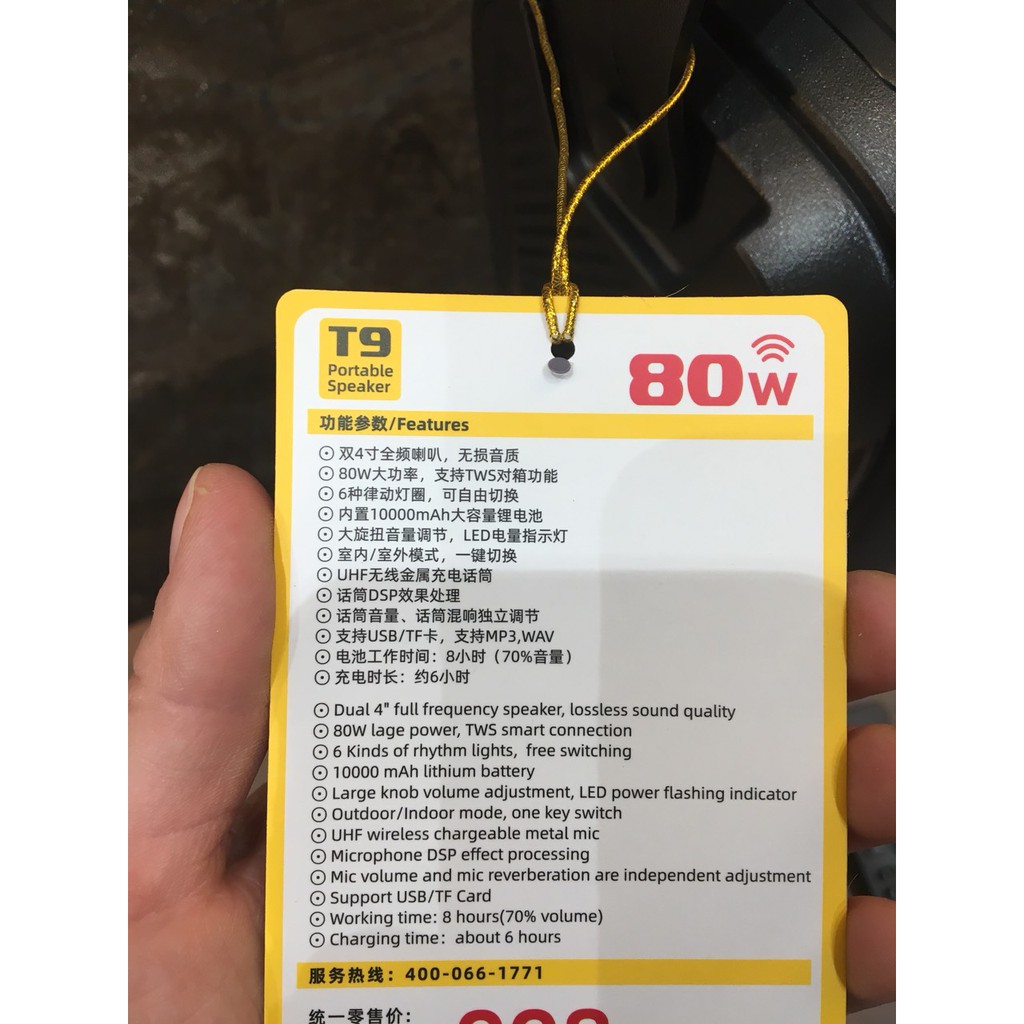 T9
Portable
Speaker
80W
功能参数/Features
双4寸全频喇叭，无损音质
80W大功率，支持TWS对箱功能
6种律动灯圈，可自由切换
内置10000mAh大容量锂电池
大旋扭音量调节，LED电量指示灯
室内/室外模式，一键切换
UHF无线金属充电话筒
话筒DSP效果处理
话筒音量、话筒混响独立调节
支持USB/TF卡，支持MP3,WAV
电池工作时间：8小时（70%音量）
充电时长：约6小时
Dual 4" full frequency speaker, lossless sound quality
80W lage power, TWS smart connection
6 Kinds of rhythm lights, free switching
10000 mAh lithium battery
Large knob volume adjustment, LED power flashing indicator
Outdoor/Indoor mode, one key switch
UHF wireless chargeable metal mic
Microphone DSP effect processing
Mic volume and mic reverberation are independent adjustment
Support USB/TF Card
Working time: 8 hours(70% volume)
Charging time: about 6 hours
服务热线：400-066-1771
统一零售价：